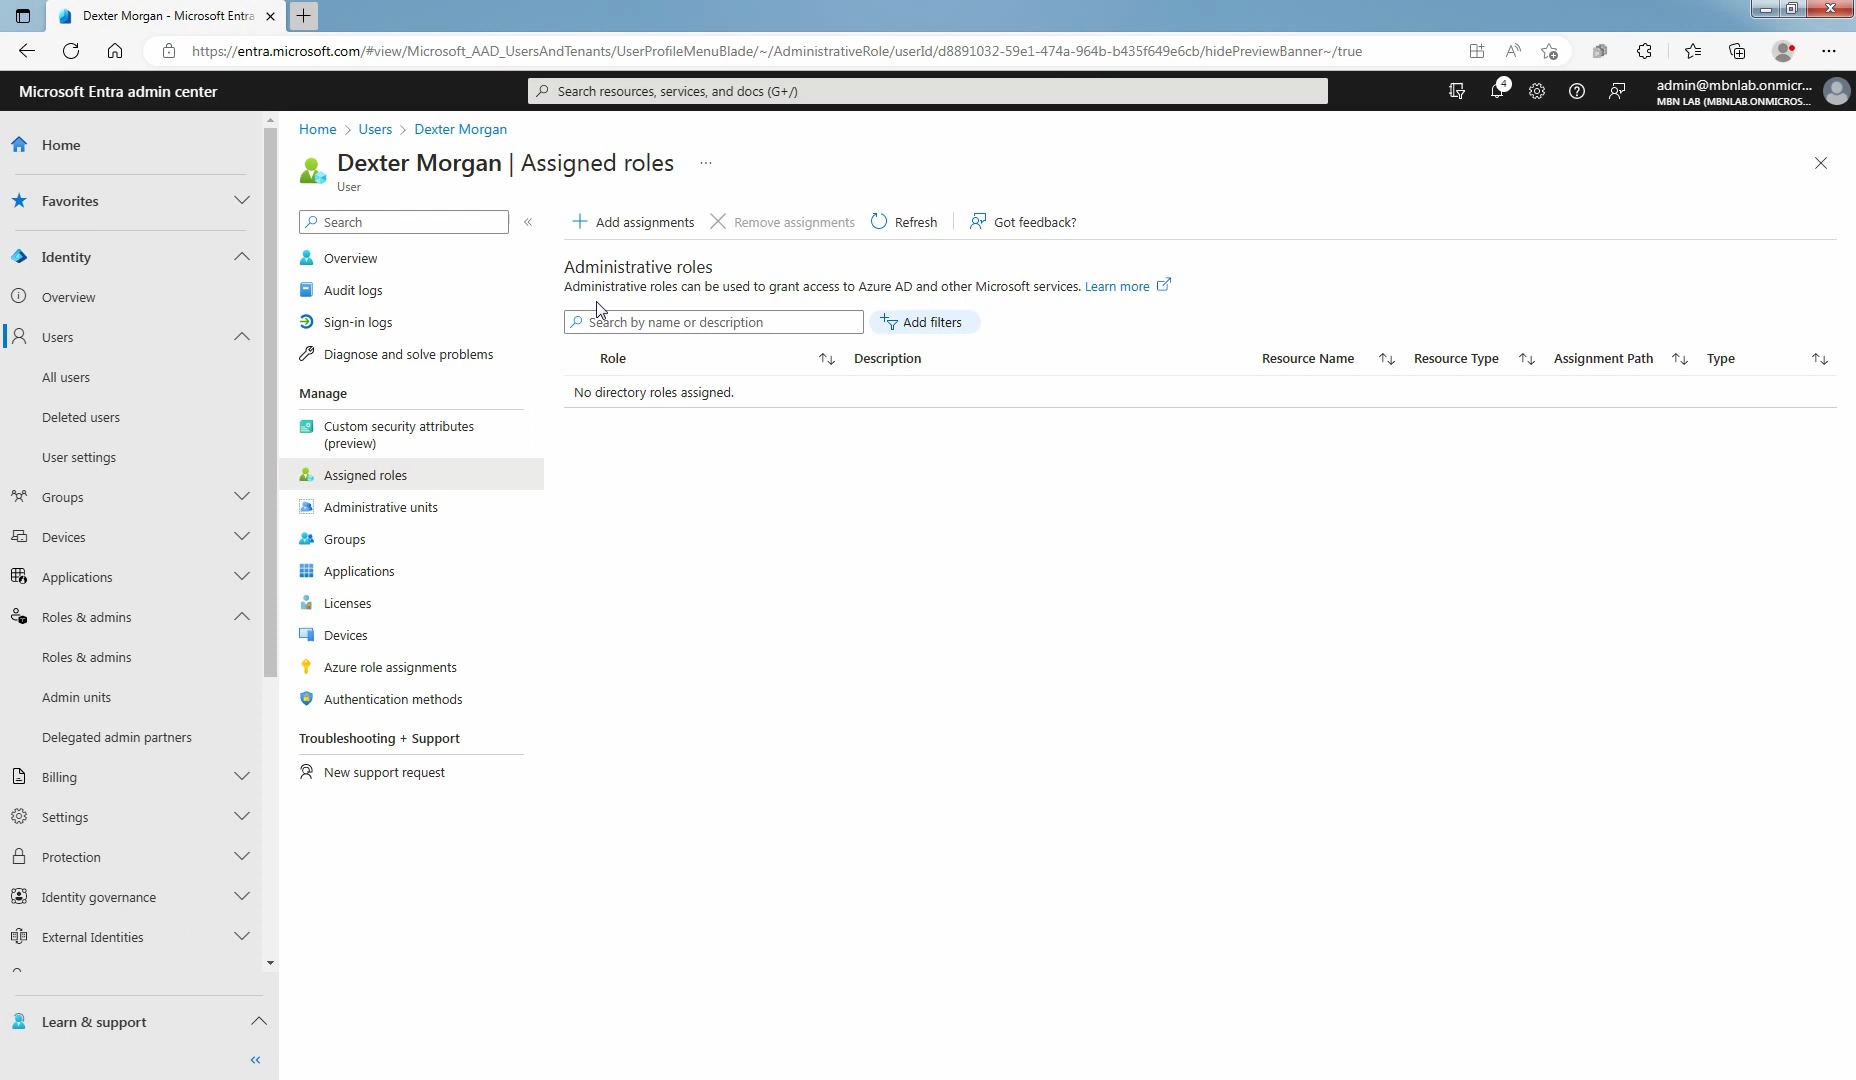 Dexter Morgan - Microsoft Entra
https://entra.microsoft.com/#view/Microsoft_AAD_UsersAndTenants/UserProfileMenuBlade/~/AdministrativeRole/userId/d8891032-59e1-474a-964b-b435f649e6cb/hidePreviewBanner~/true
Microsoft Entra admin center
Search resources, services, and docs (G+/)
4
admin@mbnlab.onmicr...
MBN LAB (MBNLAB.ONMICROS...
Home
Favorites
Identity
Overview
Users
All users
Deleted users
User settings
Groups
Devices
Applications
Roles & admins
Roles & admins
Admin units
Delegated admin partners
Billing
Settings
Protection
Identity governance
External Identities
Learn & support
Home > Users > Dexter Morgan
Dexter Morgan | Assigned roles ...
User
Search
Overview
Audit logs
Sign-in logs
Diagnose and solve problems
Manage
Custom security attributes
(preview)
Assigned roles
Administrative units
Groups
Applications
Licenses
Devices
Azure role assignments
Authentication methods
Troubleshooting + Support
New support request
Add assignments Remove assignments Refresh Got feedback?
Administrative roles
Administrative roles can be used to grant access to Azure AD and other Microsoft services. Learn more
Search by name or description Add filters
Role Description Resource Name Resource Type Assignment Path Type
No directory roles assigned.